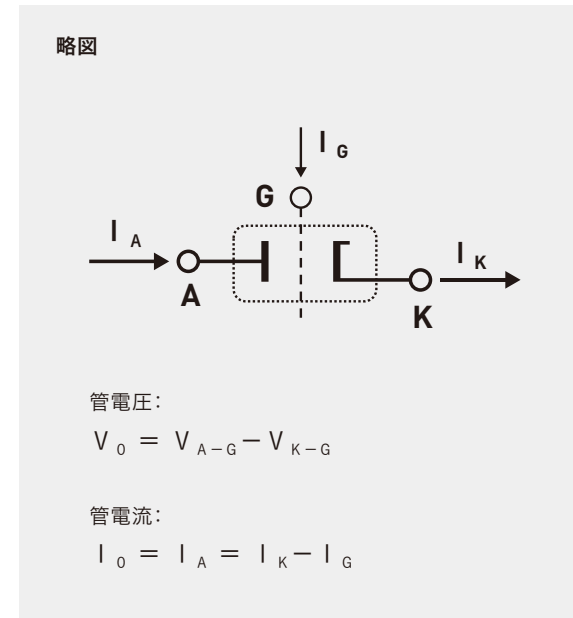 略図
I G
G
I A
I K
A
K
管電圧：
V 0 = V A－G － V K－G
管電流：
I 0 = I A = I K － I G